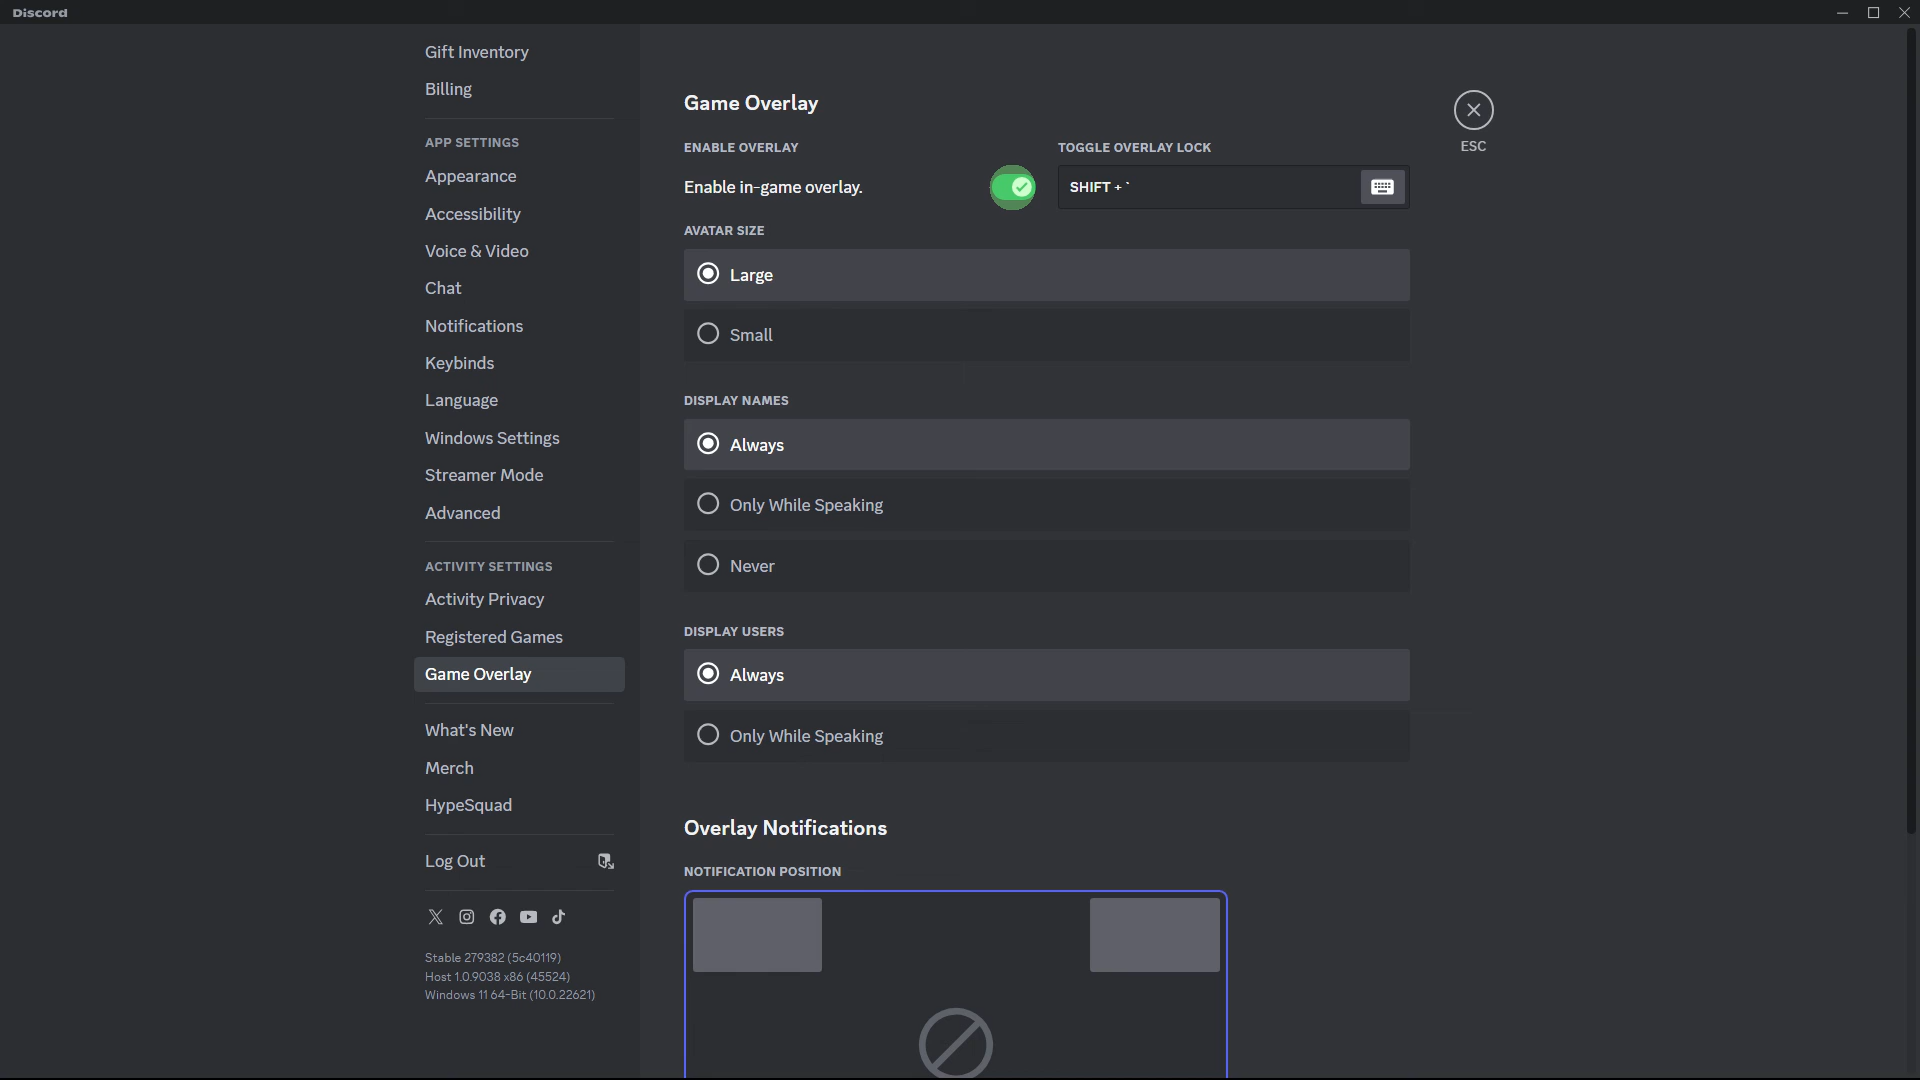 Discord
Gift Inventory
Billing
APP SETTINGS
Appearance
Accessibility
Voice & Video
Chat
Notifications
Keybinds
Language
Windows Settings
Streamer Mode
Advanced
ACTIVITY SETTINGS
Activity Privacy
Registered Games
Game Overlay
What's New
Merch
HypeSquad
Log Out
Stable 279382 (5c40119)
Host 1.0.9038 x86 (45524)
Windows 11 64-Bit (10.0.22621)
Game Overlay
ENABLE OVERLAY
Enable in-game overlay.
TOGGLE OVERLAY LOCK
SHIFT + `
ESC
AVATAR SIZE
Large
Small
DISPLAY NAMES
Always
Only While Speaking
Never
DISPLAY USERS
Always
Only While Speaking
Overlay Notifications
NOTIFICATION POSITION